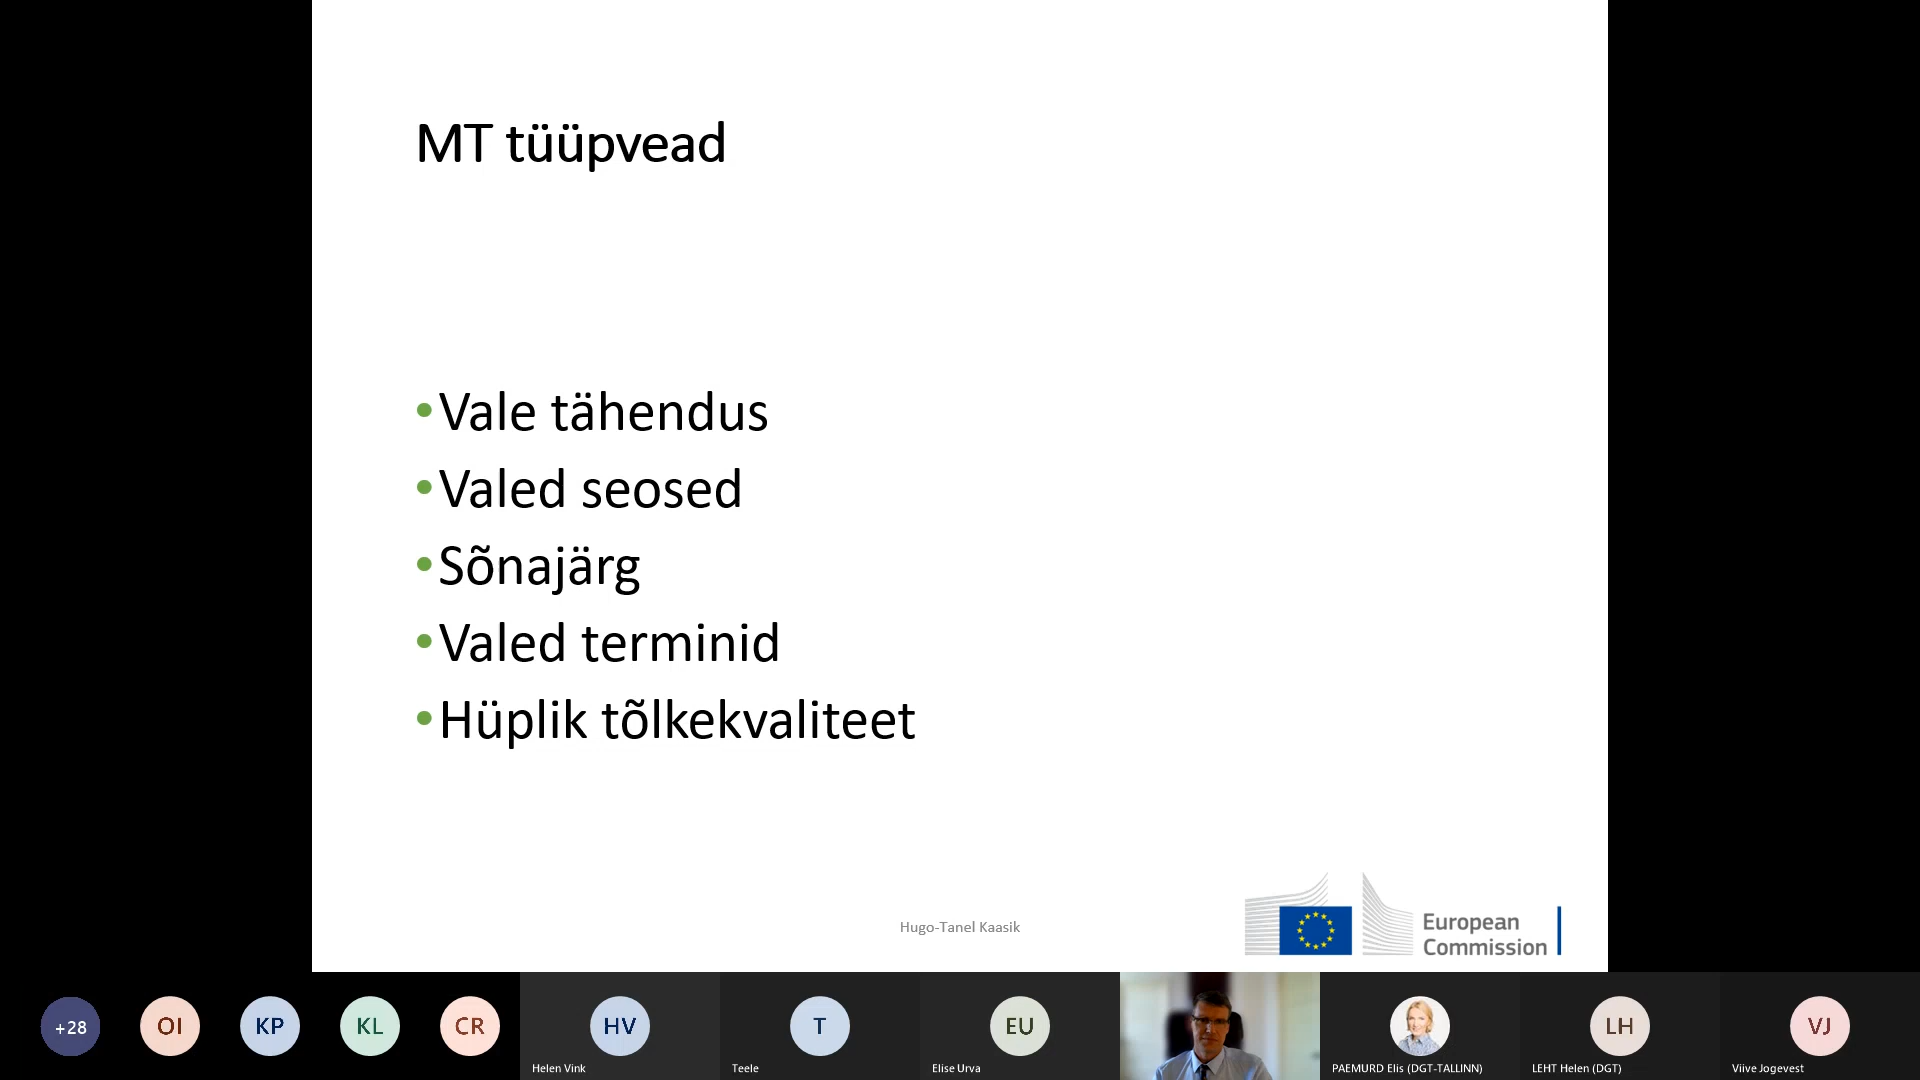 MT tüüpvead
•Vale tähendus
•Valed seosed
•Sõnajärg
•Valed terminid
•Hüplik tõlkekvaliteet
Hugo-Tanel Kaasik
European
Commission
+28
OI
KP
KL
CR
HV
Helen Vink
T
Teele
EU
Elise Urva
PAEMURD Elis (DGT-TALLINN)
LH
LEHT Helen (DGT)
VJ
Viive Jogevest